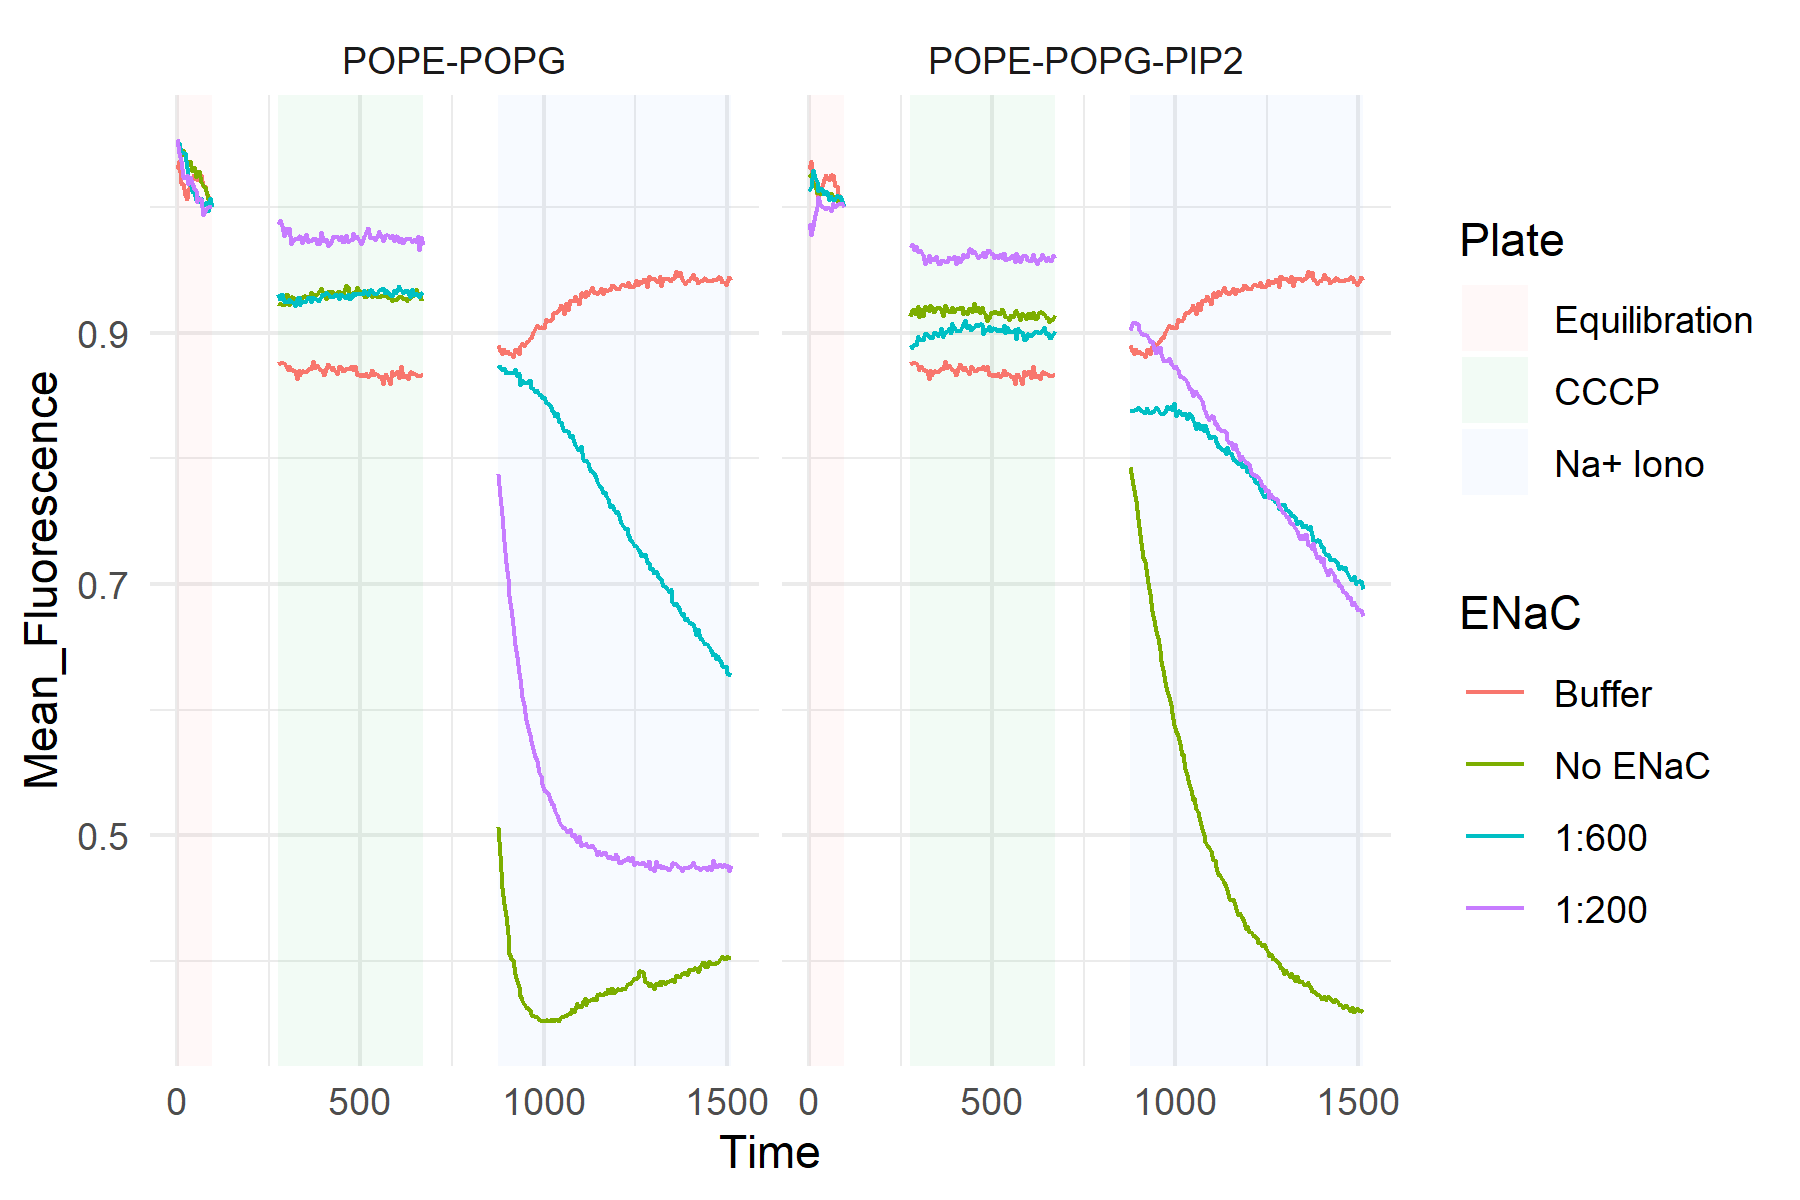 POPE-POPG
POPE-POPG-PIP2
Mean_Fluorescence
0.9
0.7
0.5
0
500
1000
1500
0
500
1000
1500
Time
Plate
Equilibration
CCCP
Na+ Iono
ENaC
Buffer
No ENaC
1:600
1:200